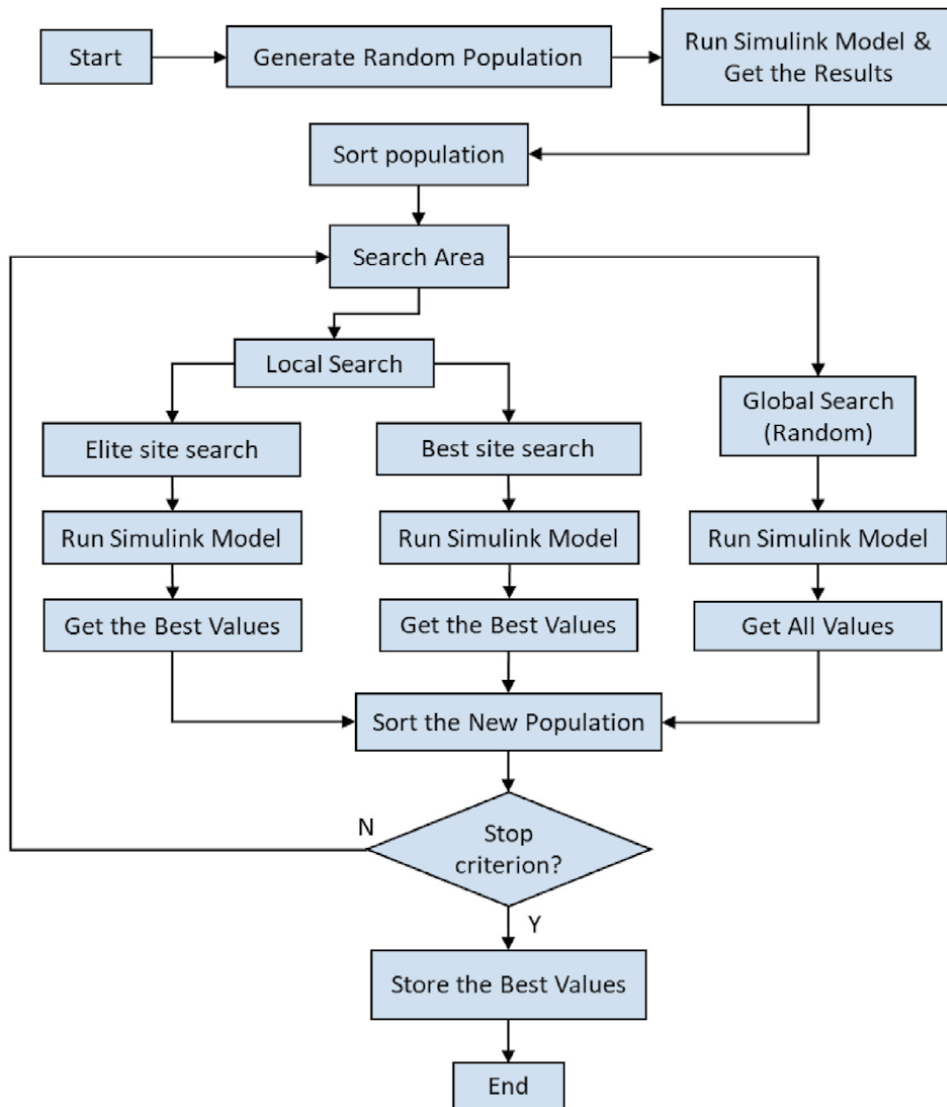 Start
Generate Random Population
Run Simulink Model &
Get the Results
Sort population
Search Area
Local Search
Global Search
(Random)
Elite site search
Best site search
Run Simulink Model
Run Simulink Model
Run Simulink Model
Get the Best Values
Get the Best Values
Get All Values
Sort the New Population
N
Stop
criterion?
Y
Store the Best Values
End